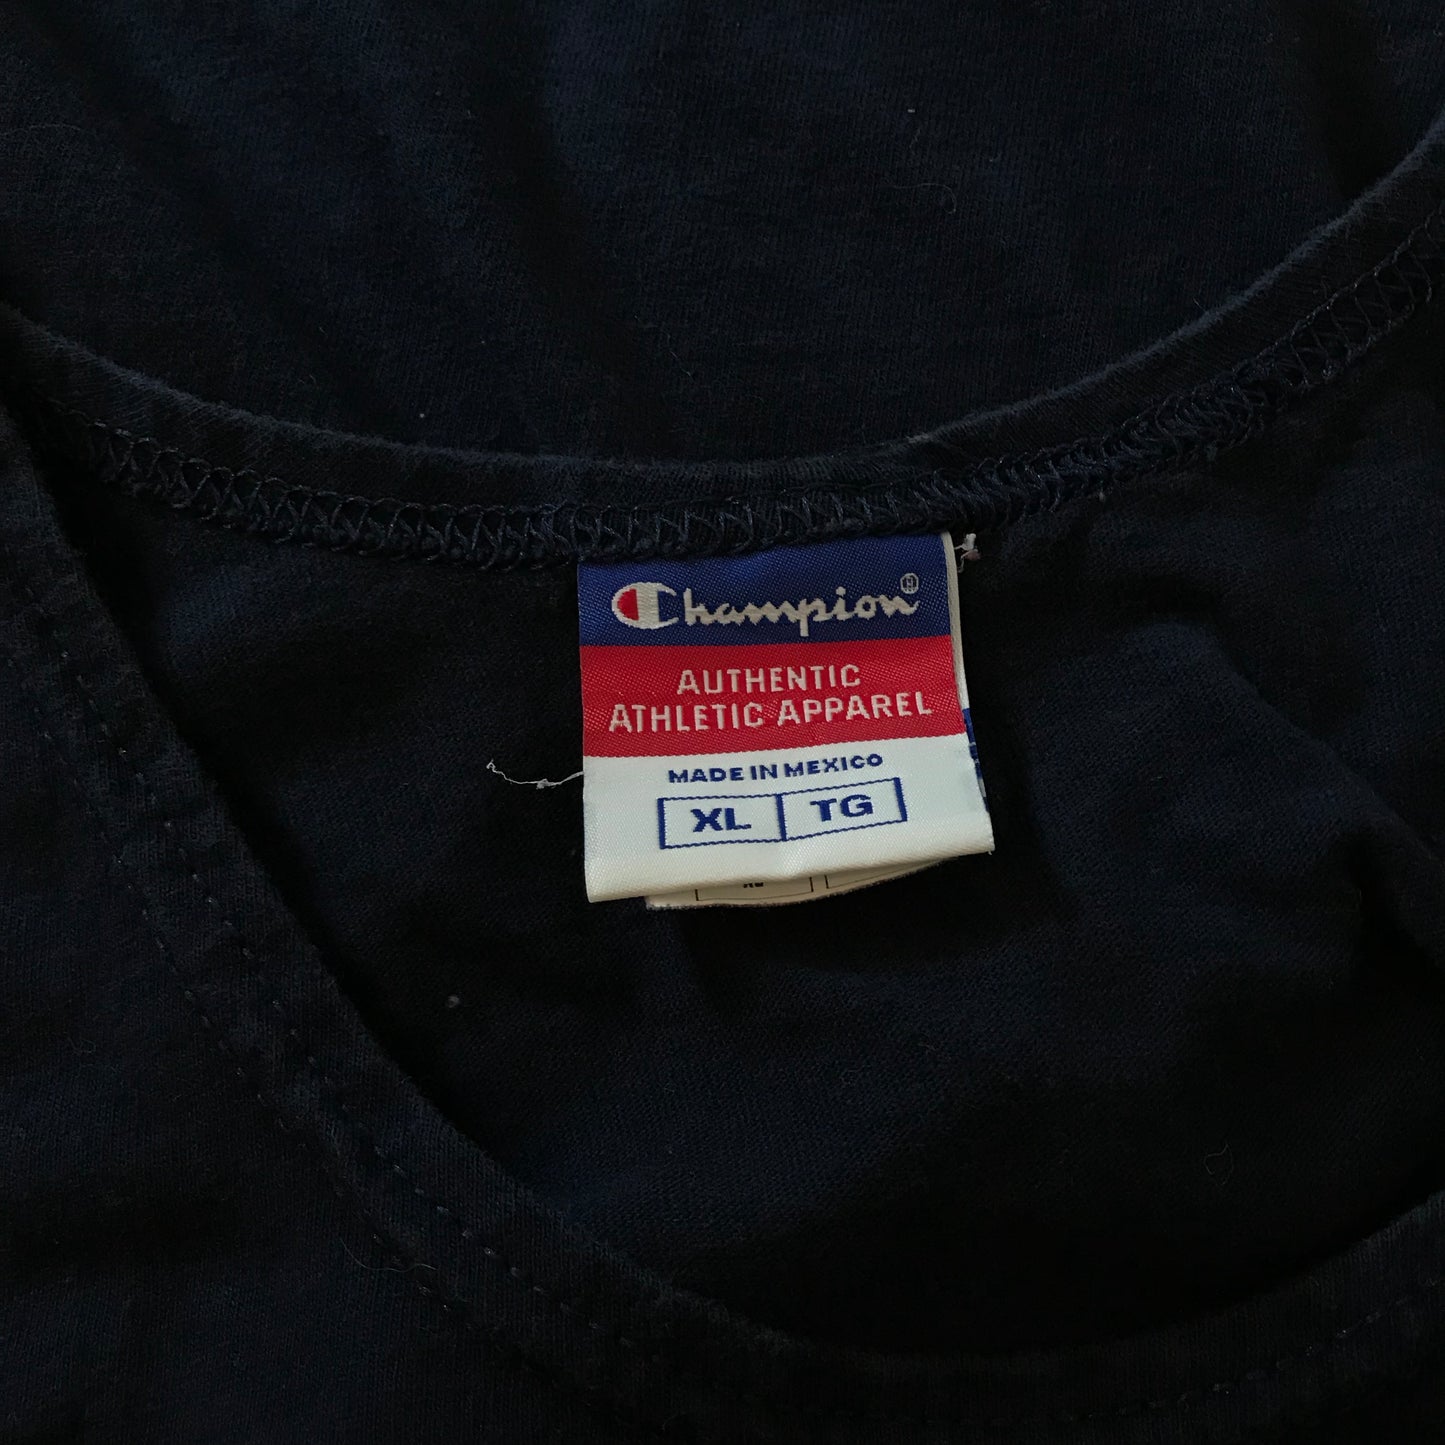 Champion®
AUTHENTIC
ATHLETIC APPAREL
MADE IN MEXICO
XL TG